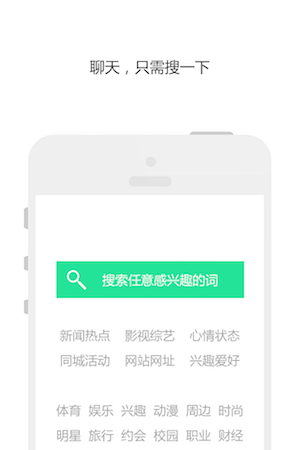 聊天，只需搜一下
搜索任意感兴趣的词
新闻热点 影视综艺 心情状态
同城活动 网站网址 兴趣爱好
体育 娱乐 兴趣 动漫 周边 时尚
明星 旅行 约会 校园 职业 财经